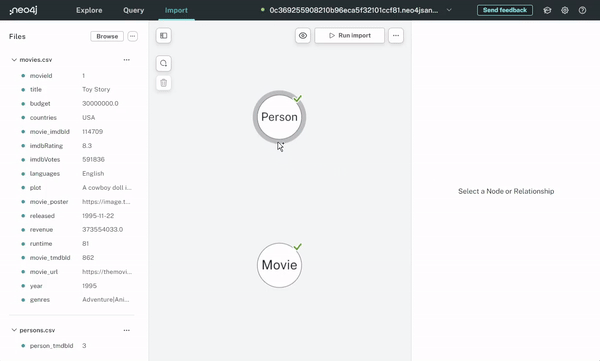 neo4j Explore Query Import 0c369255908210b96eca5f32101ccf81.neo4jsan... Send feedback
Files Browse ...
Run import ...
movies.csv ...
movieId 1
title Toy Story
budget 30000000.0
countries USA
movie_imdbId 114709
imdbRating 8.3
imdbVotes 591836
languages English
plot A cowboy doll i...
movie_poster https://image.t...
released 1995-11-22
revenue 373554033.0
runtime 81
movie_tmdbId 862
movie_url https://themovi...
year 1995
genres Adventure|Ani...
persons.csv ...
person_tmdbId 3
Person
Movie
Select a Node or Relationship